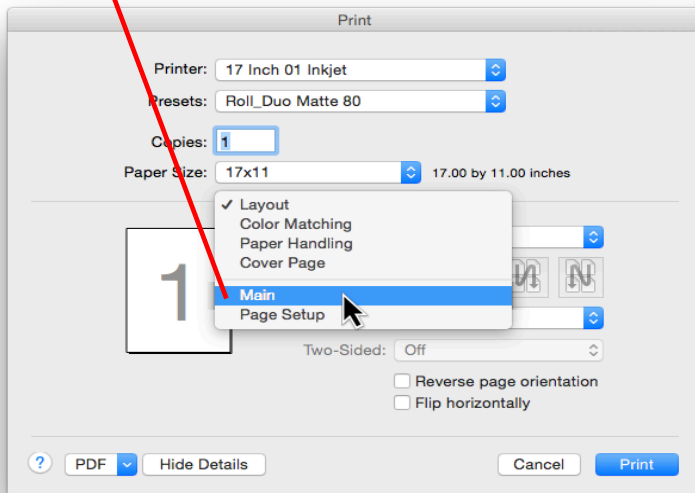 Print
Printer: 17 Inch 01 Inkjet
Presets: Roll_Duo Matte 80
Copies: 1
Paper Size: 17x11 17.00 by 11.00 inches
✓ Layout
Color Matching
Paper Handling
Cover Page
Main
Page Setup
1
Two-Sided: Off
Reverse page orientation
Flip horizontally
? PDF Hide Details Cancel Print